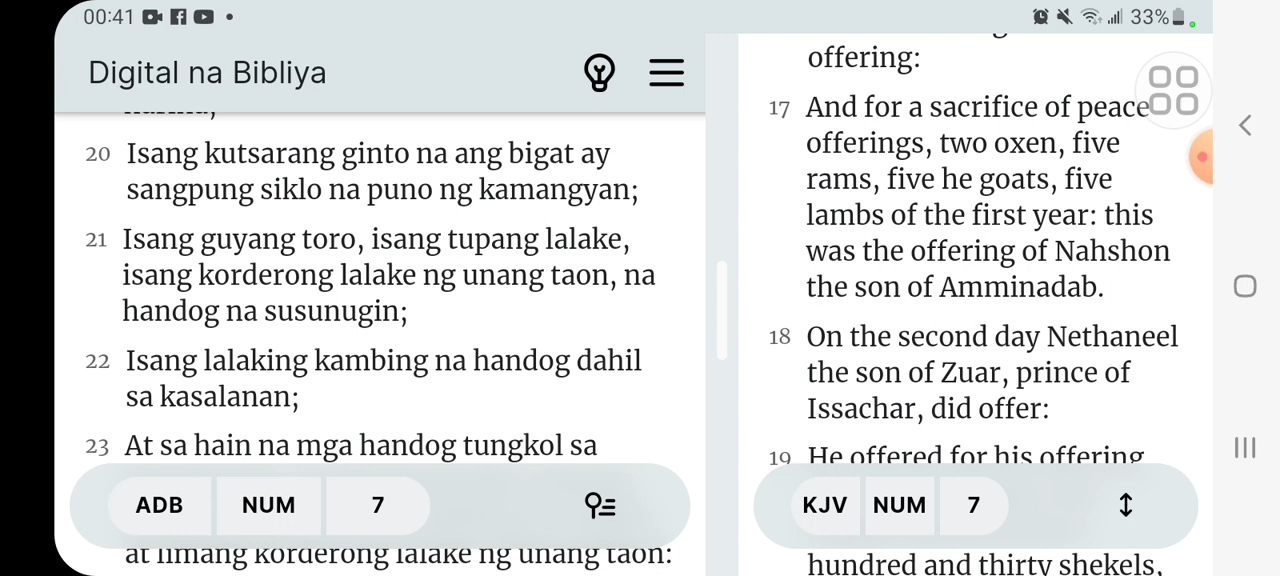 00:41
33%
Digital na Bibliya
20 Isang kutsarang ginto na ang bigat ay
sangpung siklo na puno ng kamangyan;
21 Isang guyang toro, isang tupang lalake,
isang korderong lalake ng unang taon, na
handog na susunugin;
22 Isang lalaking kambing na handog dahil
sa kasalanan;
23 At sa hain na mga handog tungkol sa
at limang korderong lalake ng unang taon:
ADB NUM 7
offering:
17 And for a sacrifice of peace
offerings, two oxen, five
rams, five he goats, five
lambs of the first year: this
was the offering of Nahshon
the son of Amminadab.
18 On the second day Nethaneel
the son of Zuar, prince of
Issachar, did offer:
19 He offered for his offering
hundred and thirty shekels,
KJV NUM 7